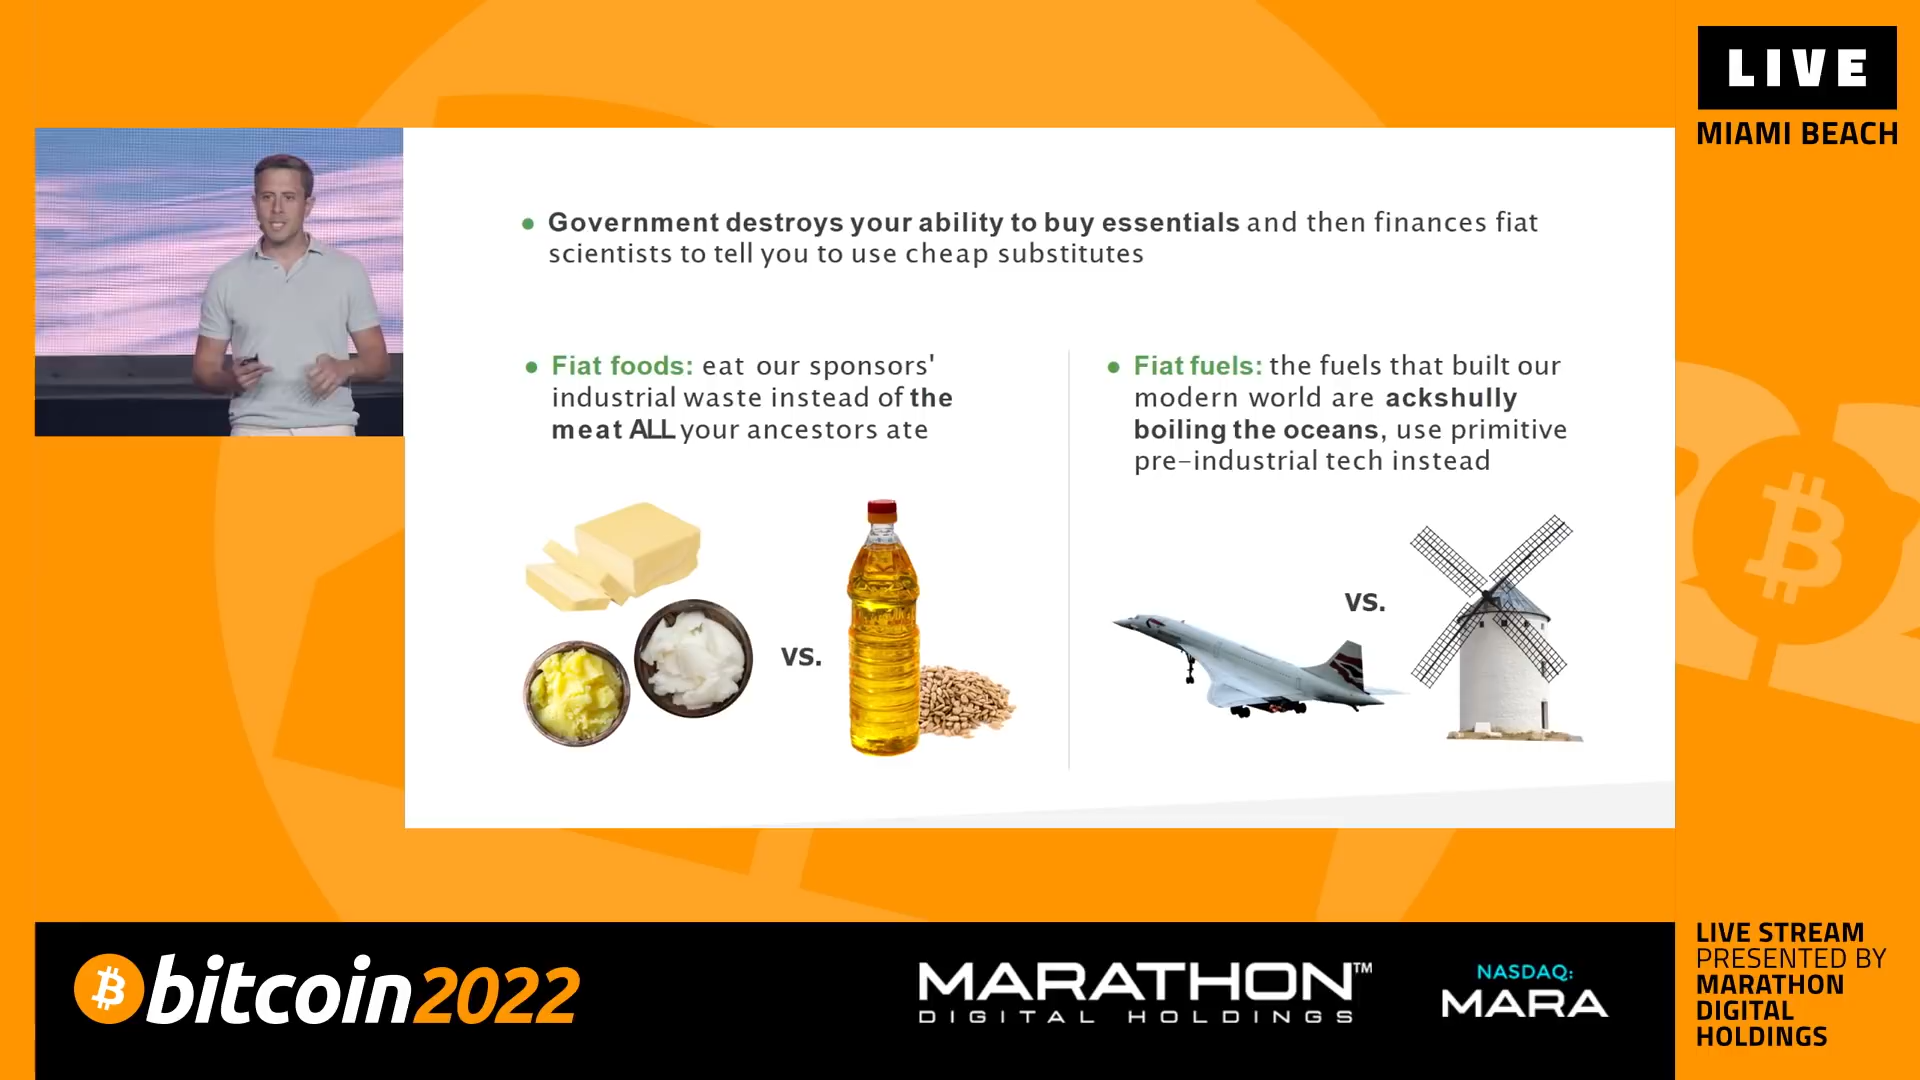 LIVE
MIAMI BEACH
• Government destroys your ability to buy essentials and then finances fiat
scientists to tell you to use cheap substitutes
• Fiat foods: eat our sponsors'
industrial waste instead of the
meat ALL your ancestors ate
• Fiat fuels: the fuels that built our
modern world are ackshully
boiling the oceans, use primitive
pre-industrial tech instead
VS.
VS.
bitcoin 2022
MARATHON™
DIGITAL HOLDINGS
NASDAQ:
MARA
LIVE STREAM
PRESENTED BY
MARATHON
DIGITAL
HOLDINGS